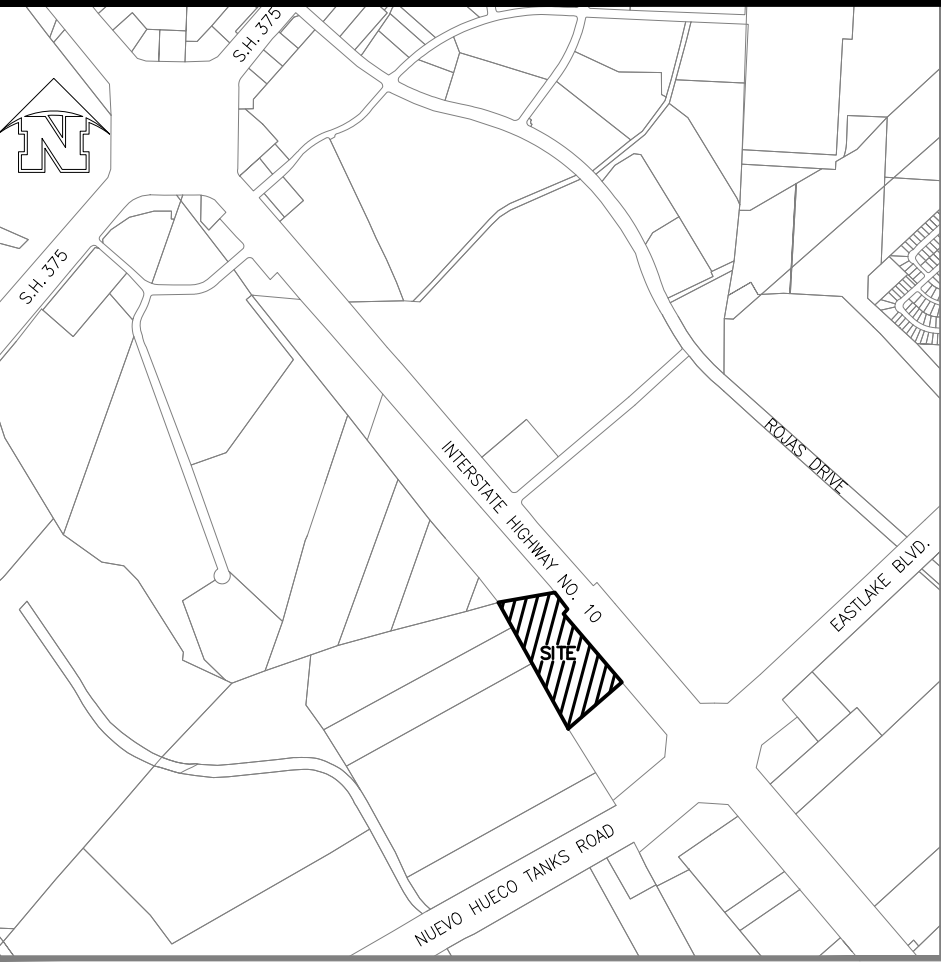 S.H. 375
N
S.H. 375
ROJAS DRIVE
INTERSTATE HIGHWAY NO. 10
EASTLAKE BLVD.
SITE
NUEVO HUECO TANKS ROAD